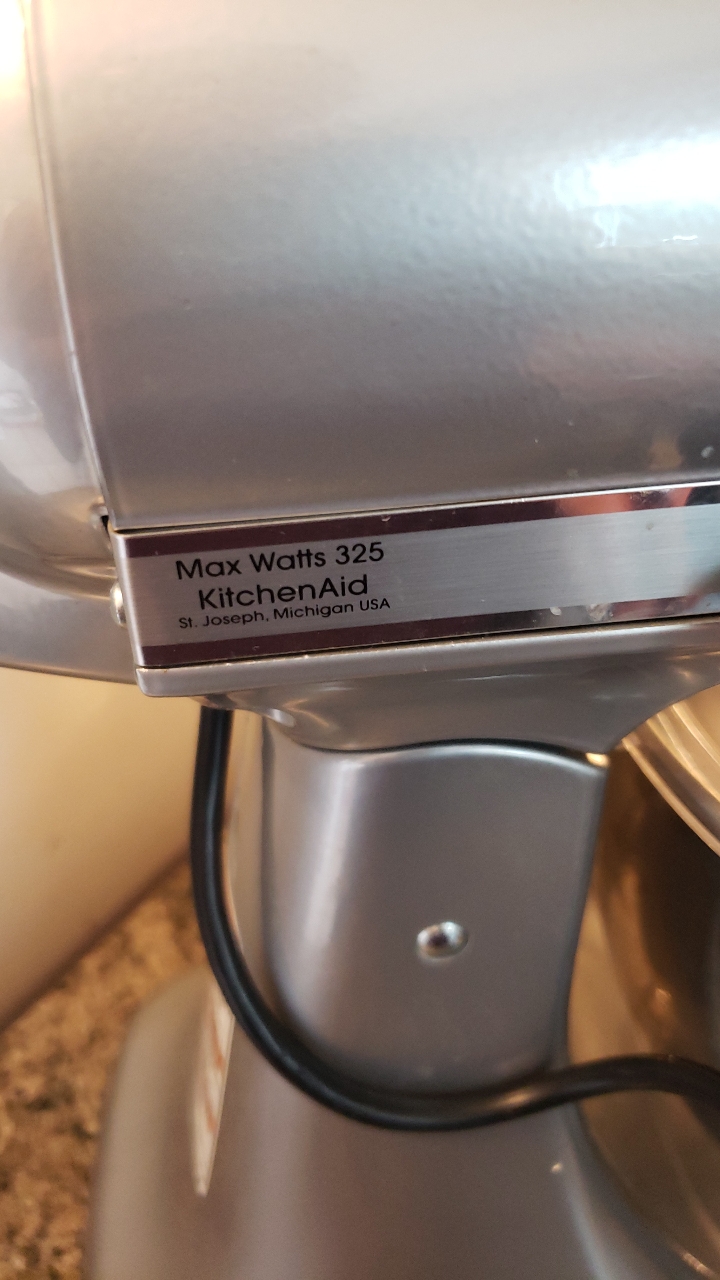 Max Watts 325
KitchenAid
St. Joseph, Michigan USA